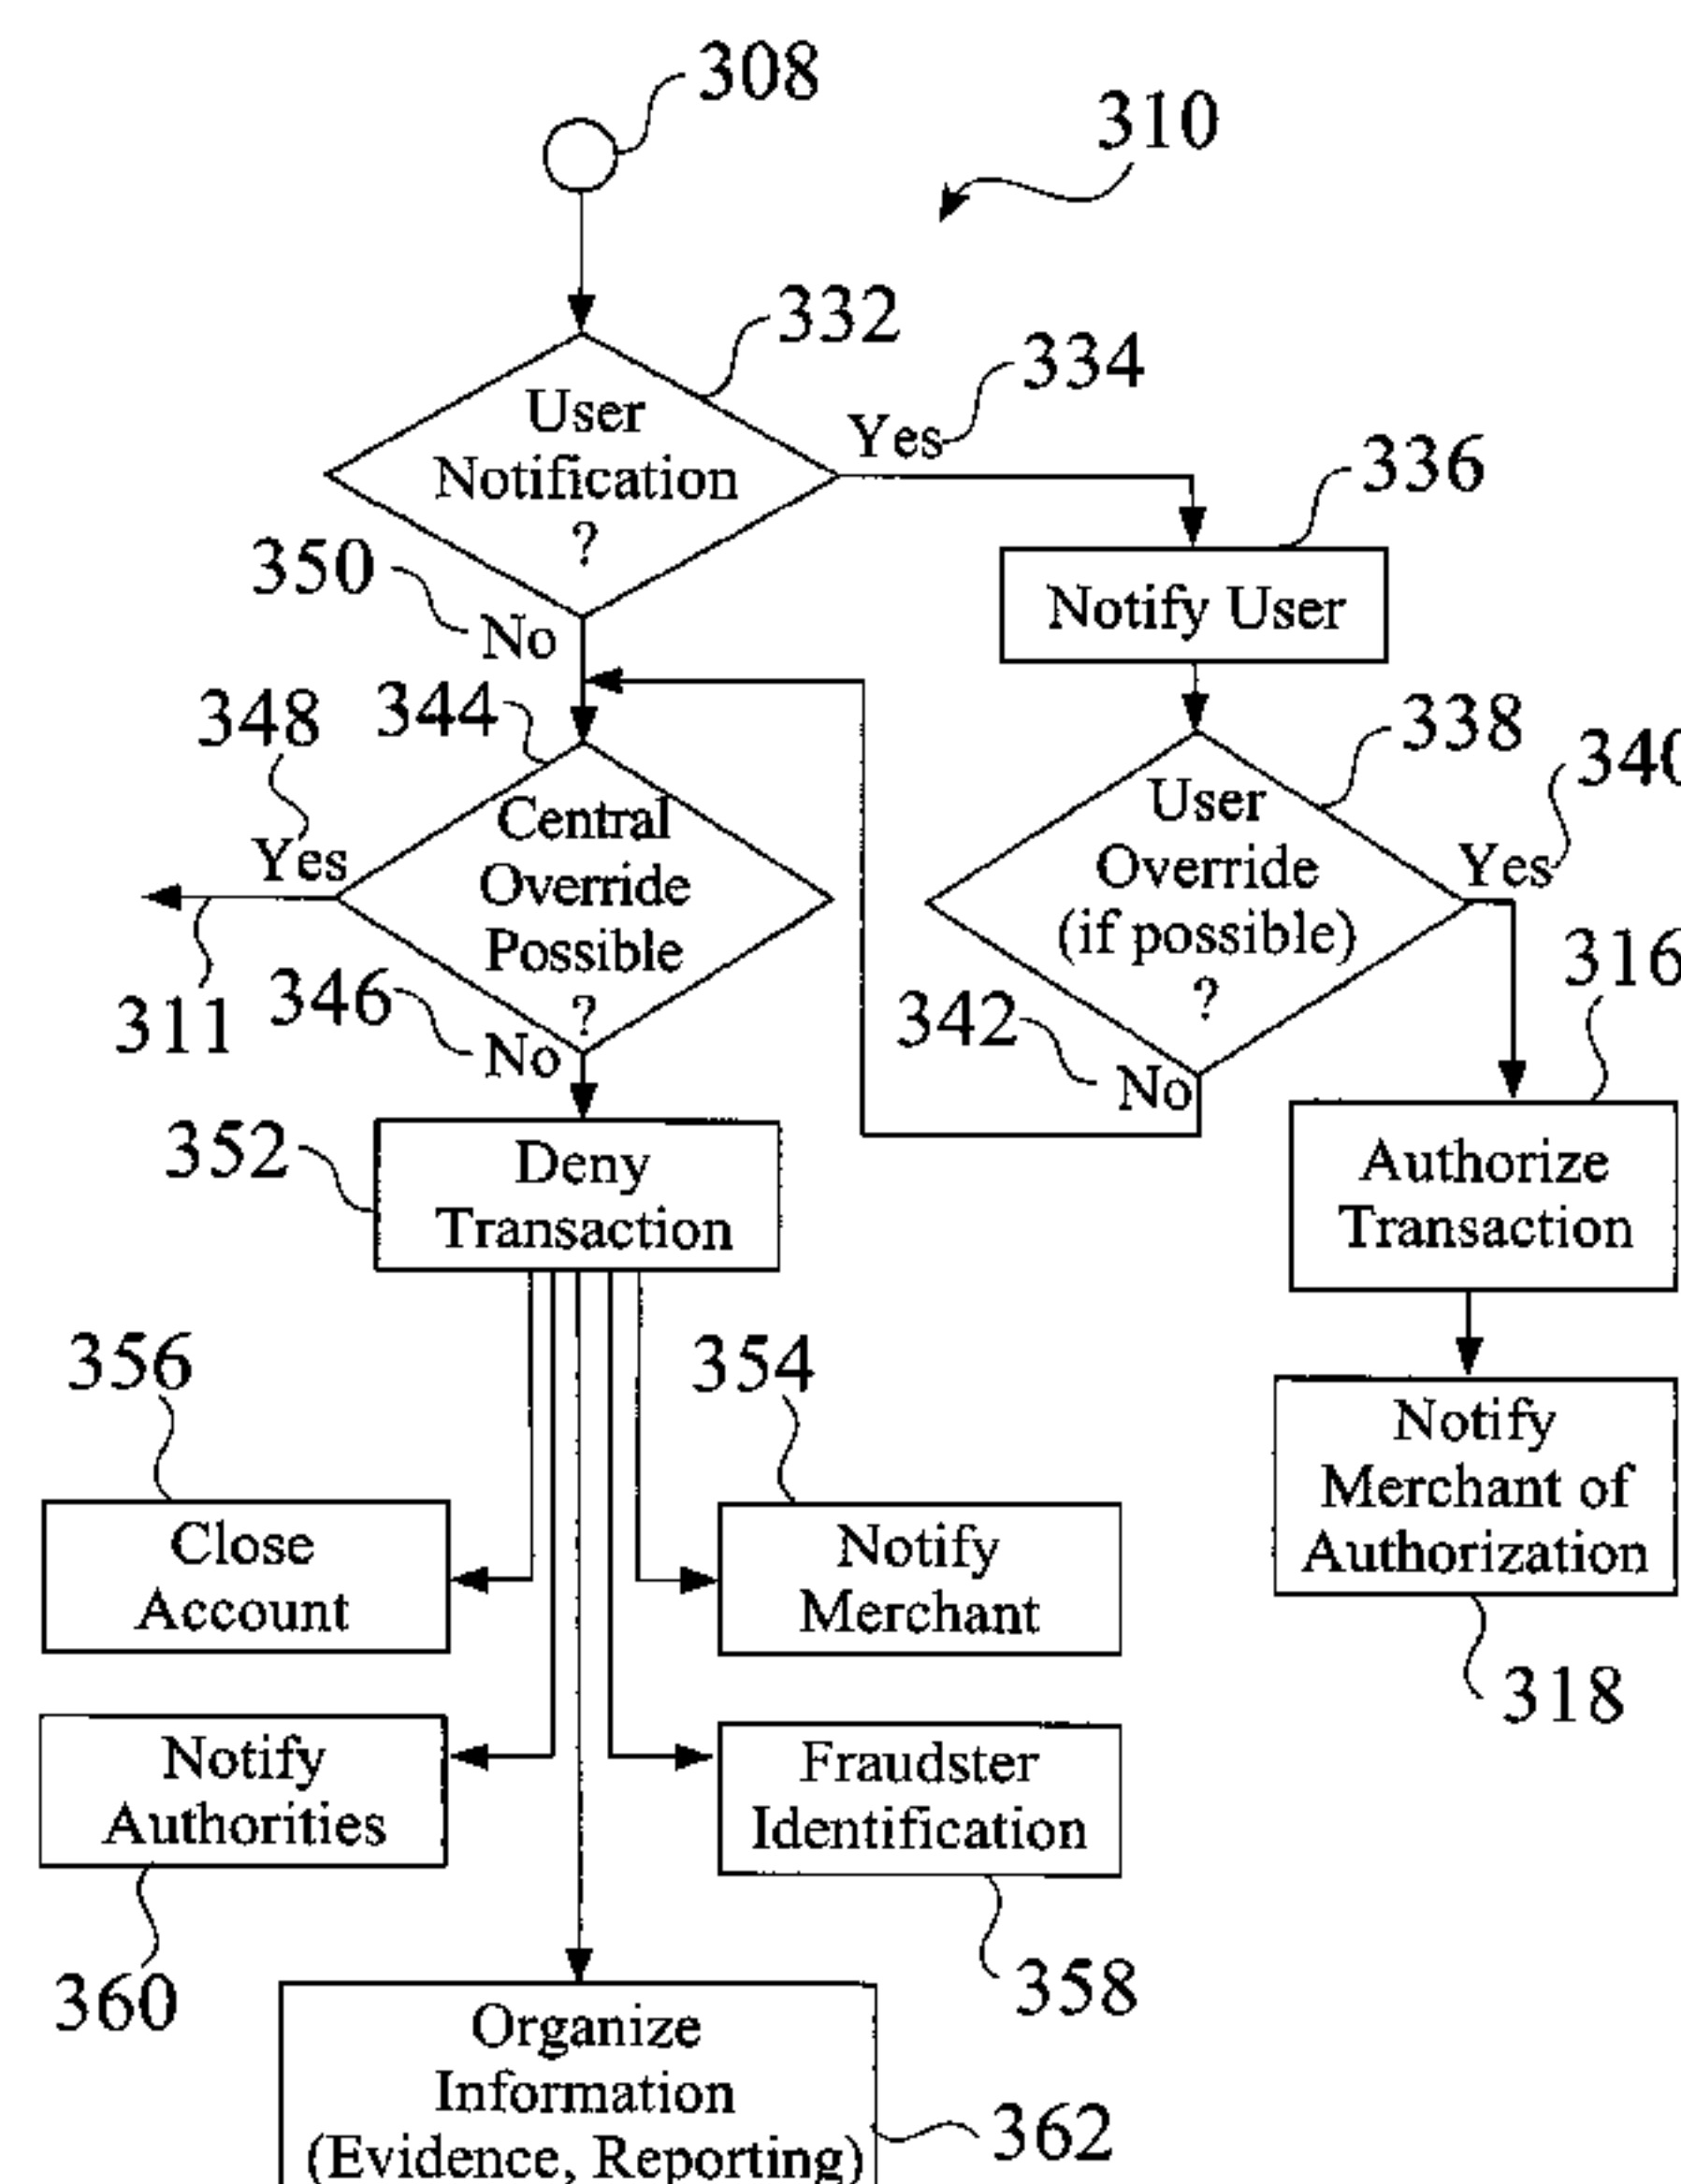 308
310
332
334
User
Notification
?
Yes
336
350
No
Notify User
348
344
338
340
Central
Override
Possible
?
Yes
User
Override
(if possible)
?
Yes
311
346
No
342
No
316
352
Deny
Transaction
Authorize
Transaction
356
354
Close
Account
Notify
Merchant
Notify
Merchant of
Authorization
318
Notify
Authorities
Fraudster
Identification
360
358
Organize
Information
(Evidence, Reporting)
362